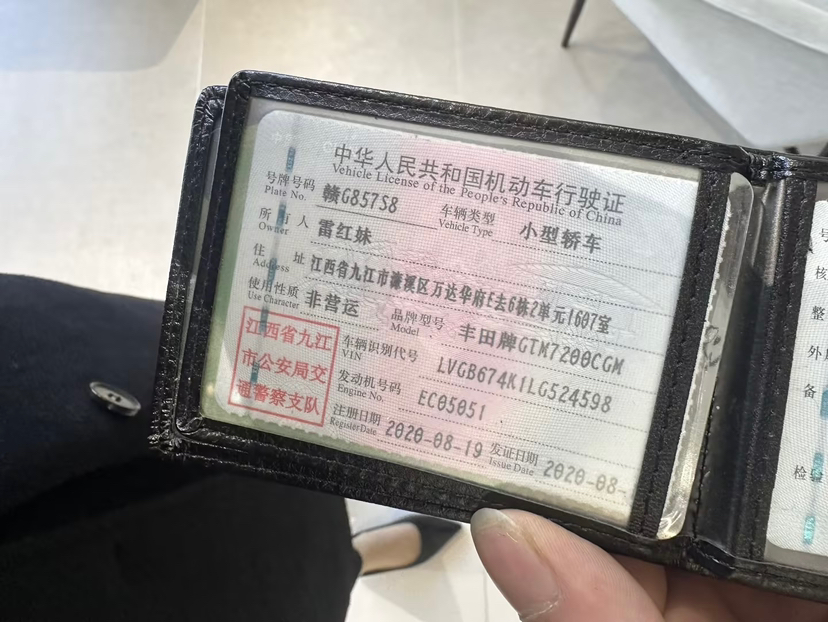 中华人民共和国机动车行驶证
Vehicle License of the People's Republic of China
号牌号码 赣G857S8 车辆类型 小型轿车
Plate No. Vehicle Type
所有人 雷红妹
Owner
住址 江西省九江市濂溪区万达华府E去6栋2单元1607室
Address
使用性质 非营运 品牌型号 丰田牌GTM7200CGM
Use Character Model
江西省九江
市公安局交
通警察支队
车辆识别代号 LVGB674K1LG524598
VIN
发动机号码 EC05051
Engine No.
注册日期 2020-08-19 发证日期 2020-08-
Register Date Issue Date
号
核
整
外
备
检验